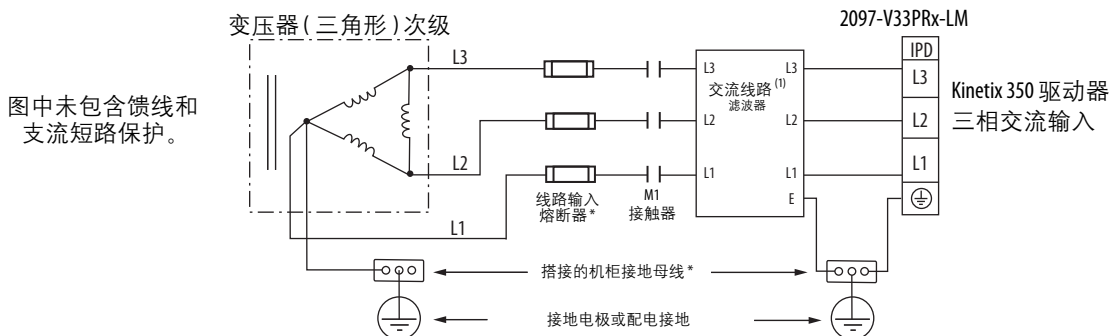 2097-V33PRx-LM
变压器 ( 三角形 ) 次级
IPD
L3
L3
交流线路 (1)
滤波器
L3
L3
Kinetix 350 驱动器
三相交流输入
图中未包含馈线和
支流短路保护。
L2
L2
L2
L2
L1
L1
L1
线路输入
熔断器 *
M1
接触器
E
L1
搭接的机柜接地母线 *
接地电极或配电接地